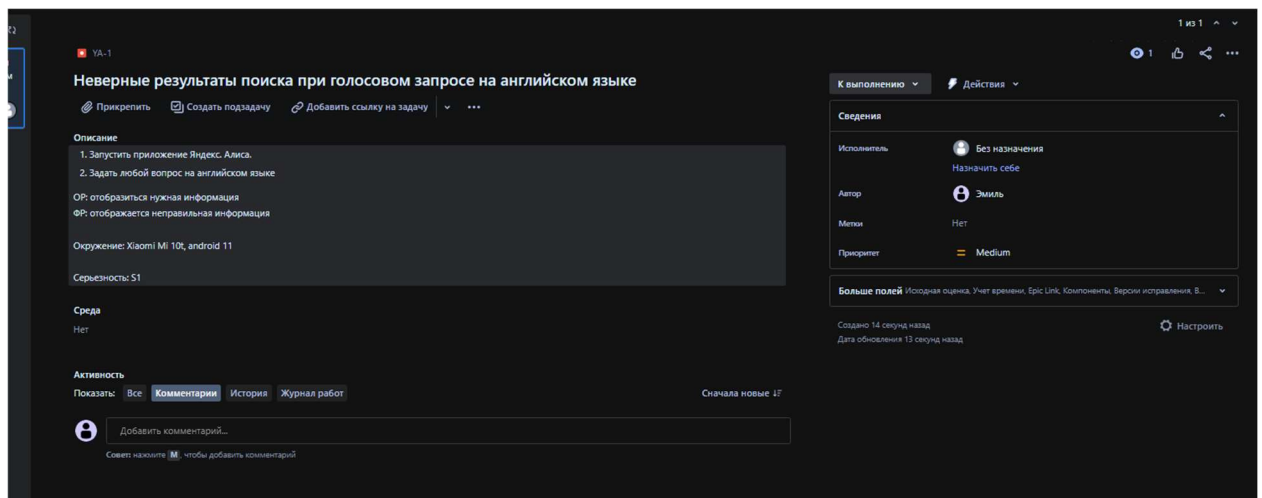 1 из 1
YA-1
1
Неверные результаты поиска при голосовом запросе на английском языке
К выполнению
Действия
Прикрепить
Создать подзадачу
Добавить ссылку на задачу
Описание
1. Запустить приложение Яндекс. Алиса.
2. Задать любой вопрос на английском языке
ОР: отобразиться нужная информация
ФР: отображается неправильная информация
Окружение: Xiaomi Mi 10t, android 11
Серьезность: S1
Среда
Нет
Активность
Показать: Все Комментарии История Журнал работ Сначала новые
Добавить комментарий...
Совет: нажмите M, чтобы добавить комментарий
Сведения
Исполнитель Без назначения
Назначить себе
Автор Эмиль
Метки Нет
Приоритет Medium
Больше полей Исходная оценка, Учет времени, Epic Link, Компоненты, Версии исправления, В...
Создано 14 секунд назад
Настроить
Дата обновления 13 секунд назад